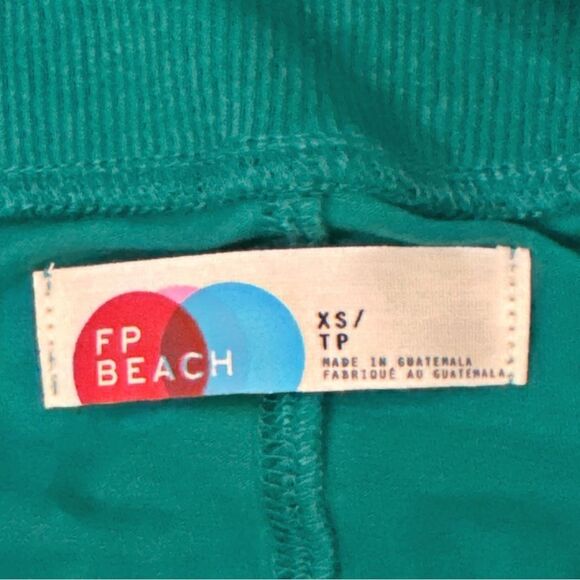 FP
BEACH
XS/
TP
MADE IN GUATEMALA
FABRIQUÉ AU GUATEMALA